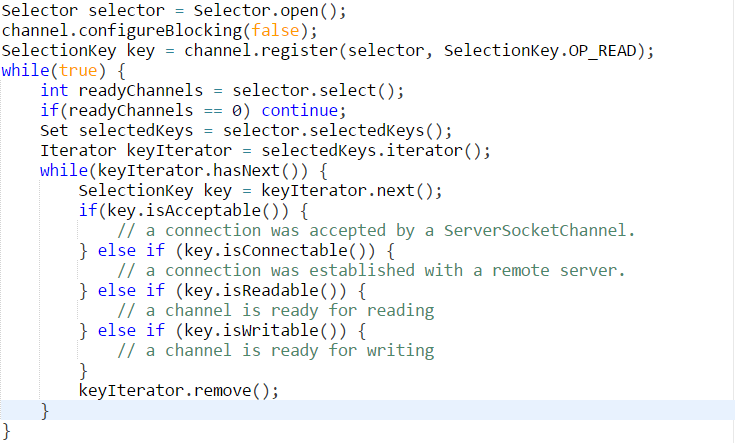 Selector selector = Selector.open();
channel.configureBlocking(false);
SelectionKey key = channel.register(selector, SelectionKey.OP_READ);
while(true) {
    int readyChannels = selector.select();
    if(readyChannels == 0) continue;
    Set selectedKeys = selector.selectedKeys();
    Iterator keyIterator = selectedKeys.iterator();
    while(keyIterator.hasNext()) {
        SelectionKey key = keyIterator.next();
        if(key.isAcceptable()) {
            // a connection was accepted by a ServerSocketChannel.
        } else if (key.isConnectable()) {
            // a connection was established with a remote server.
        } else if (key.isReadable()) {
            // a channel is ready for reading
        } else if (key.isWritable()) {
            // a channel is ready for writing
        }
        keyIterator.remove();
    }
}